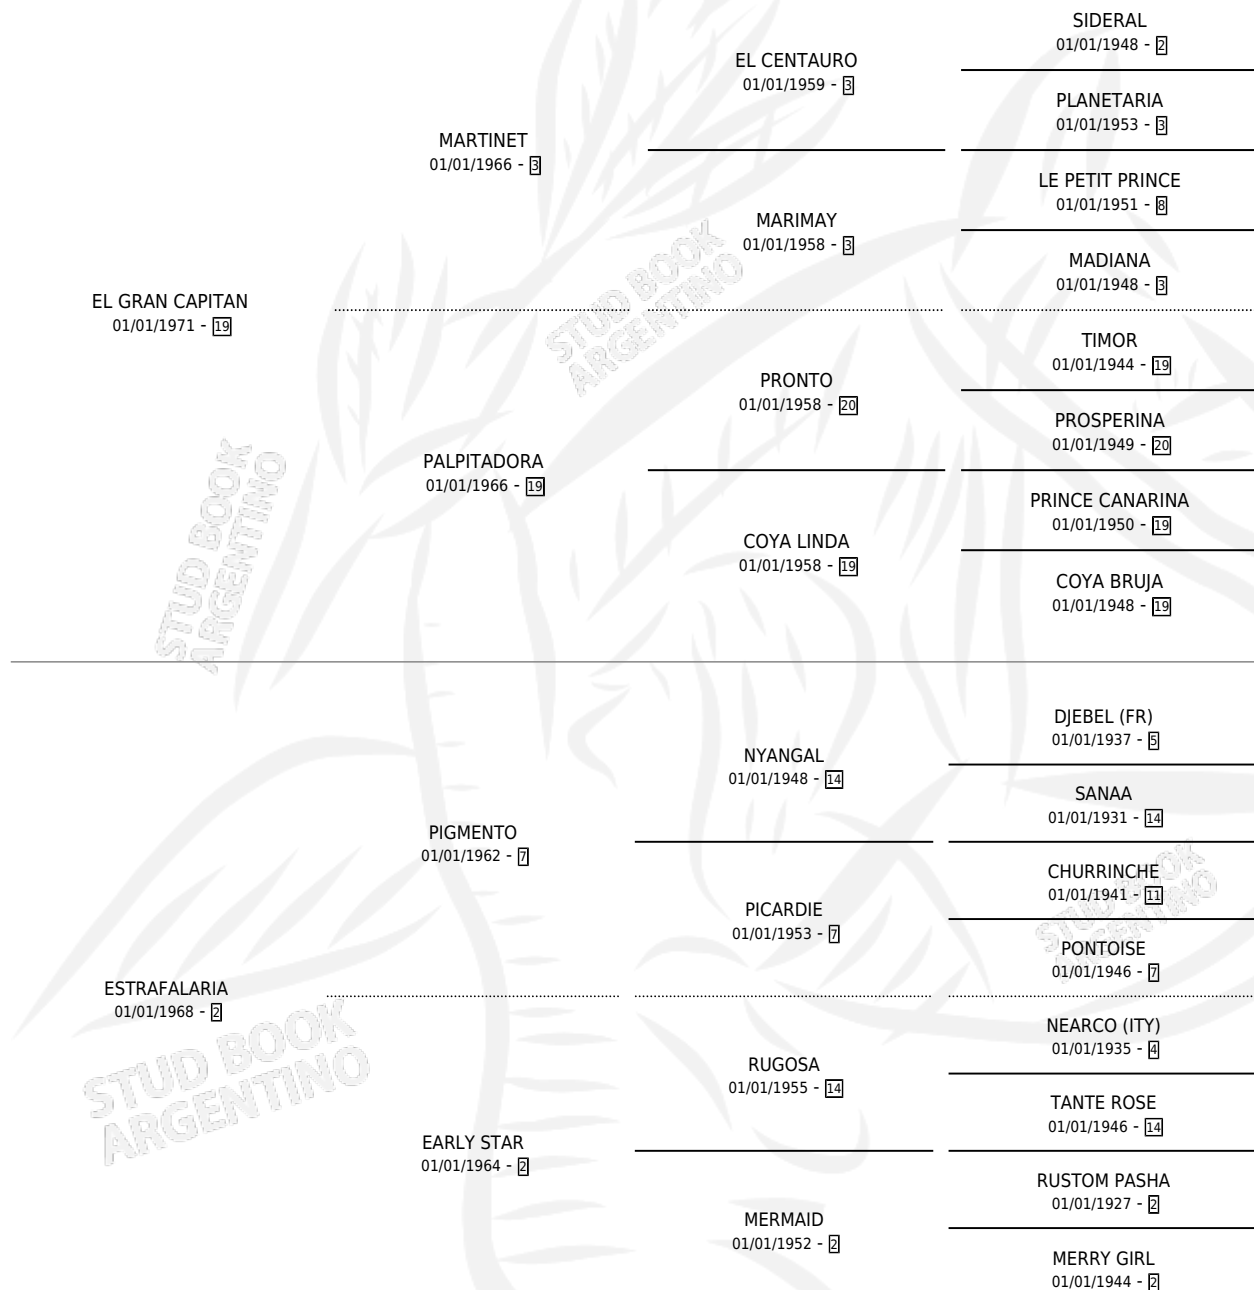 SIDERAL
01/01/1948 - 2
EL CENTAURO
01/01/1959 - 3
PLANETARIA
01/01/1953 - 3
MARTINET
01/01/1966 - 3
LE PETIT PRINCE
01/01/1951 - 8
MARIMAY
01/01/1958 - 3
MADIANA
01/01/1948 - 3
EL GRAN CAPITAN
01/01/1971 - 19
TIMOR
01/01/1944 - 19
PRONTO
01/01/1958 - 20
PROSPERINA
01/01/1949 - 20
PALPITADORA
01/01/1966 - 19
PRINCE CANARINA
01/01/1950 - 19
COYA LINDA
01/01/1958 - 19
COYA BRUJA
01/01/1948 - 19
STUD BOOK
ARGENTINO
STUD BOOK
ARGENTINO
DJEBEL (FR)
01/01/1937 - 5
NYANGAL
01/01/1948 - 14
SANAA
01/01/1931 - 14
PIGMENTO
01/01/1962 - 7
CHURRINCHE
01/01/1941 - 11
PICARDIE
01/01/1953 - 7
PONTOISE
01/01/1946 - 7
STUD BOOK
ARGENTINO
ESTRAFALARIA
01/01/1968 - 2
NEARCO (ITY)
01/01/1935 - 4
RUGOSA
01/01/1955 - 14
TANTE ROSE
01/01/1946 - 14
EARLY STAR
01/01/1964 - 2
RUSTOM PASHA
01/01/1927 - 2
MERMAID
01/01/1952 - 2
MERRY GIRL
01/01/1944 - 2
STUD BOOK
ARGENTINO